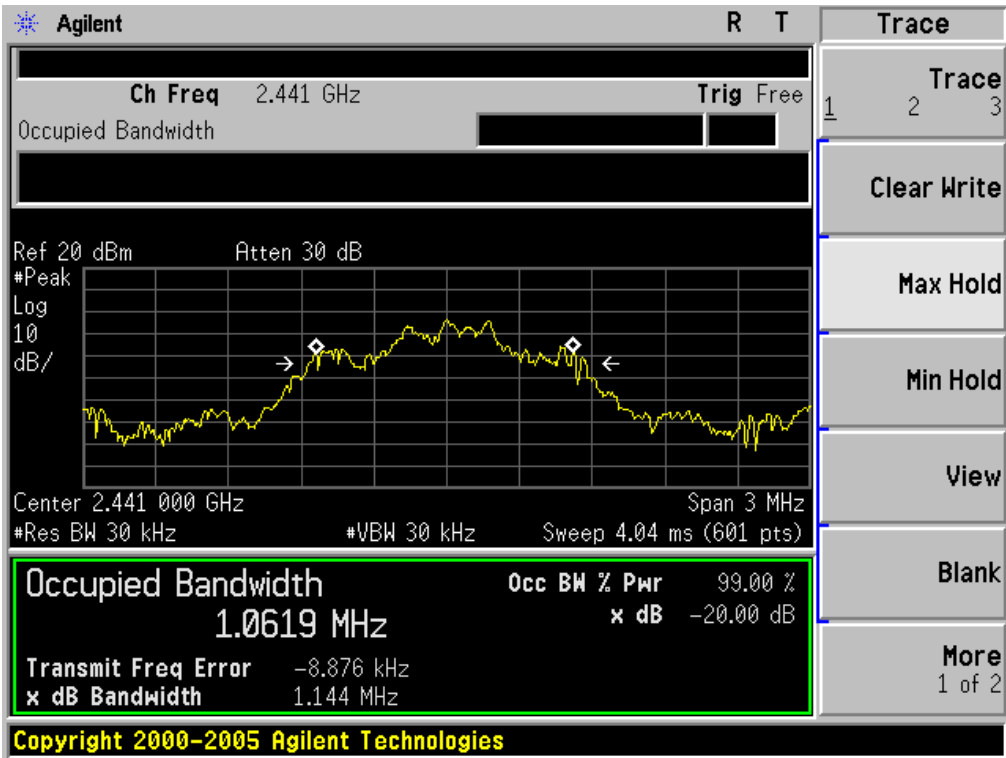 Agilent R T Trace
Ch Freq 2.441 GHz Trig Free
Occupied Bandwidth
Trace
1 2 3
Clear Write
Max Hold
Min Hold
View
Blank
More
1 of 2
Ref 20 dBm Atten 30 dB
#Peak
Log
10
dB/
Center 2.441 000 GHz Span 3 MHz
#Res BW 30 kHz #VBW 30 kHz Sweep 4.04 ms (601 pts)
Occupied Bandwidth Occ BW % Pwr 99.00 %
1.0619 MHz x dB -20.00 dB
Transmit Freq Error -8.876 kHz
x dB Bandwidth 1.144 MHz
Copyright 2000-2005 Agilent Technologies